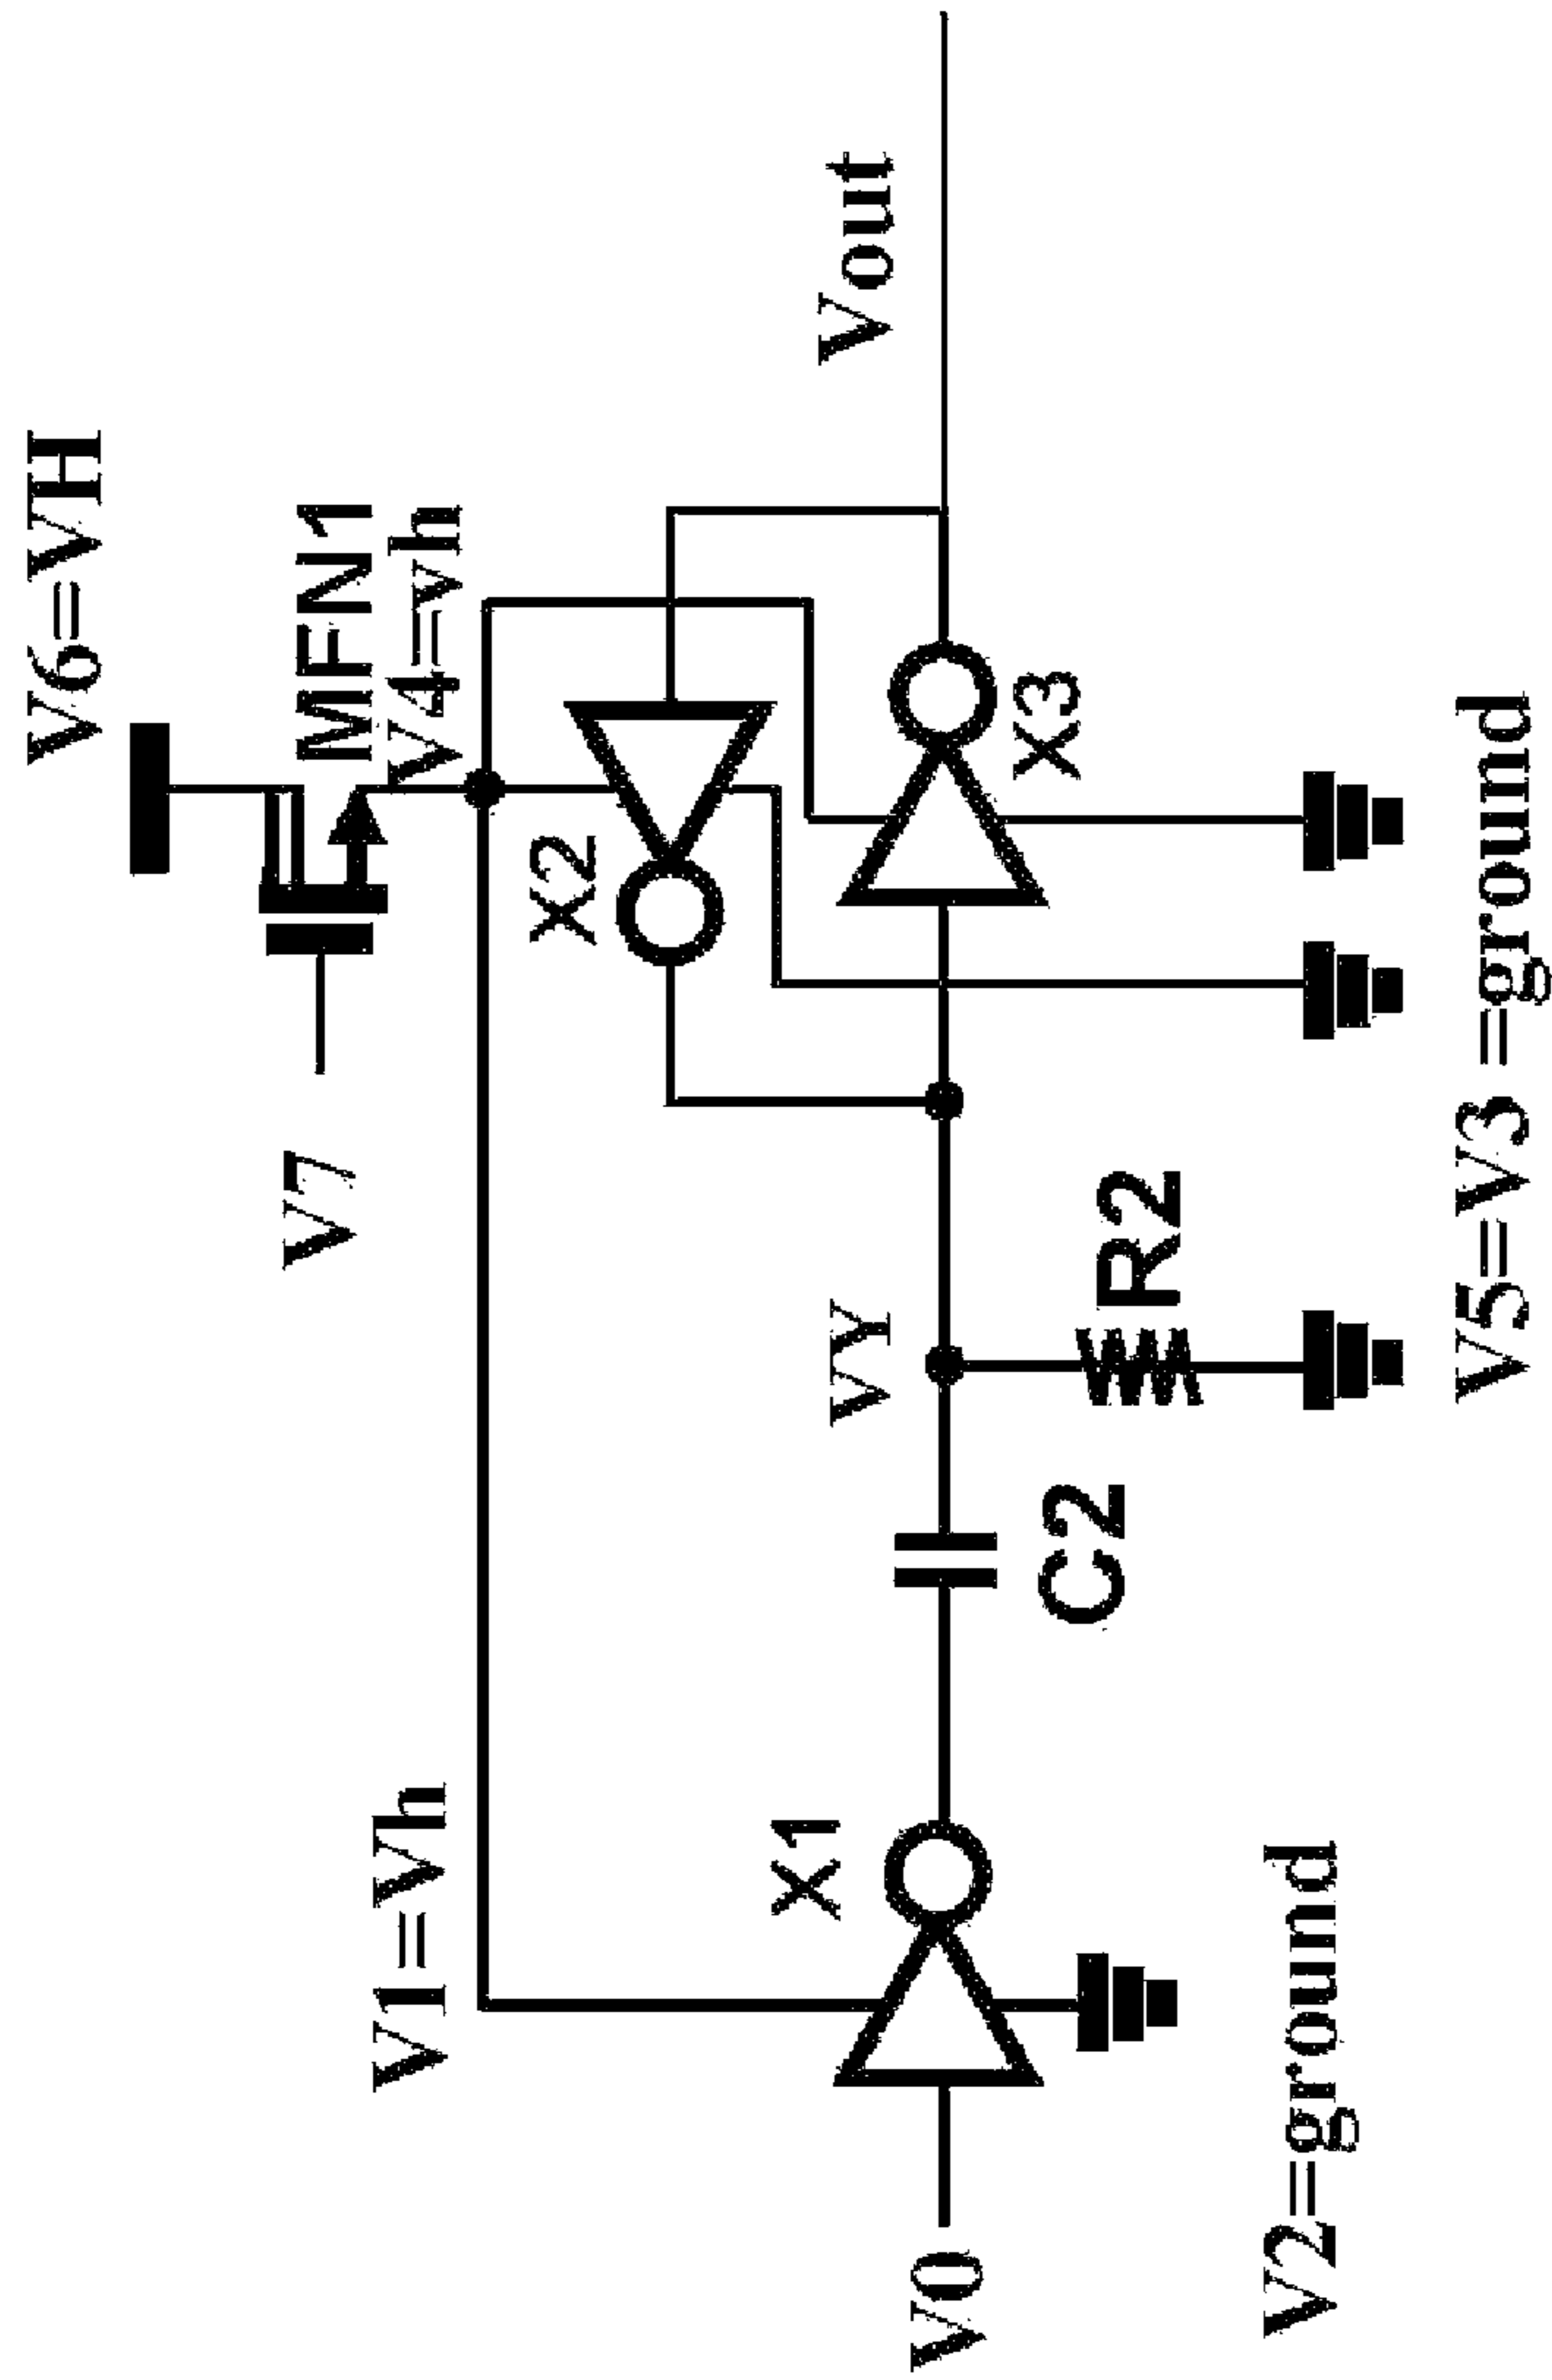 V6=VH
MFN1
V4=vh
V7
V1=Vh
x2
Vout
VY
x1
x3
C2
R2
V0
V2=ground
V5=V3 =ground